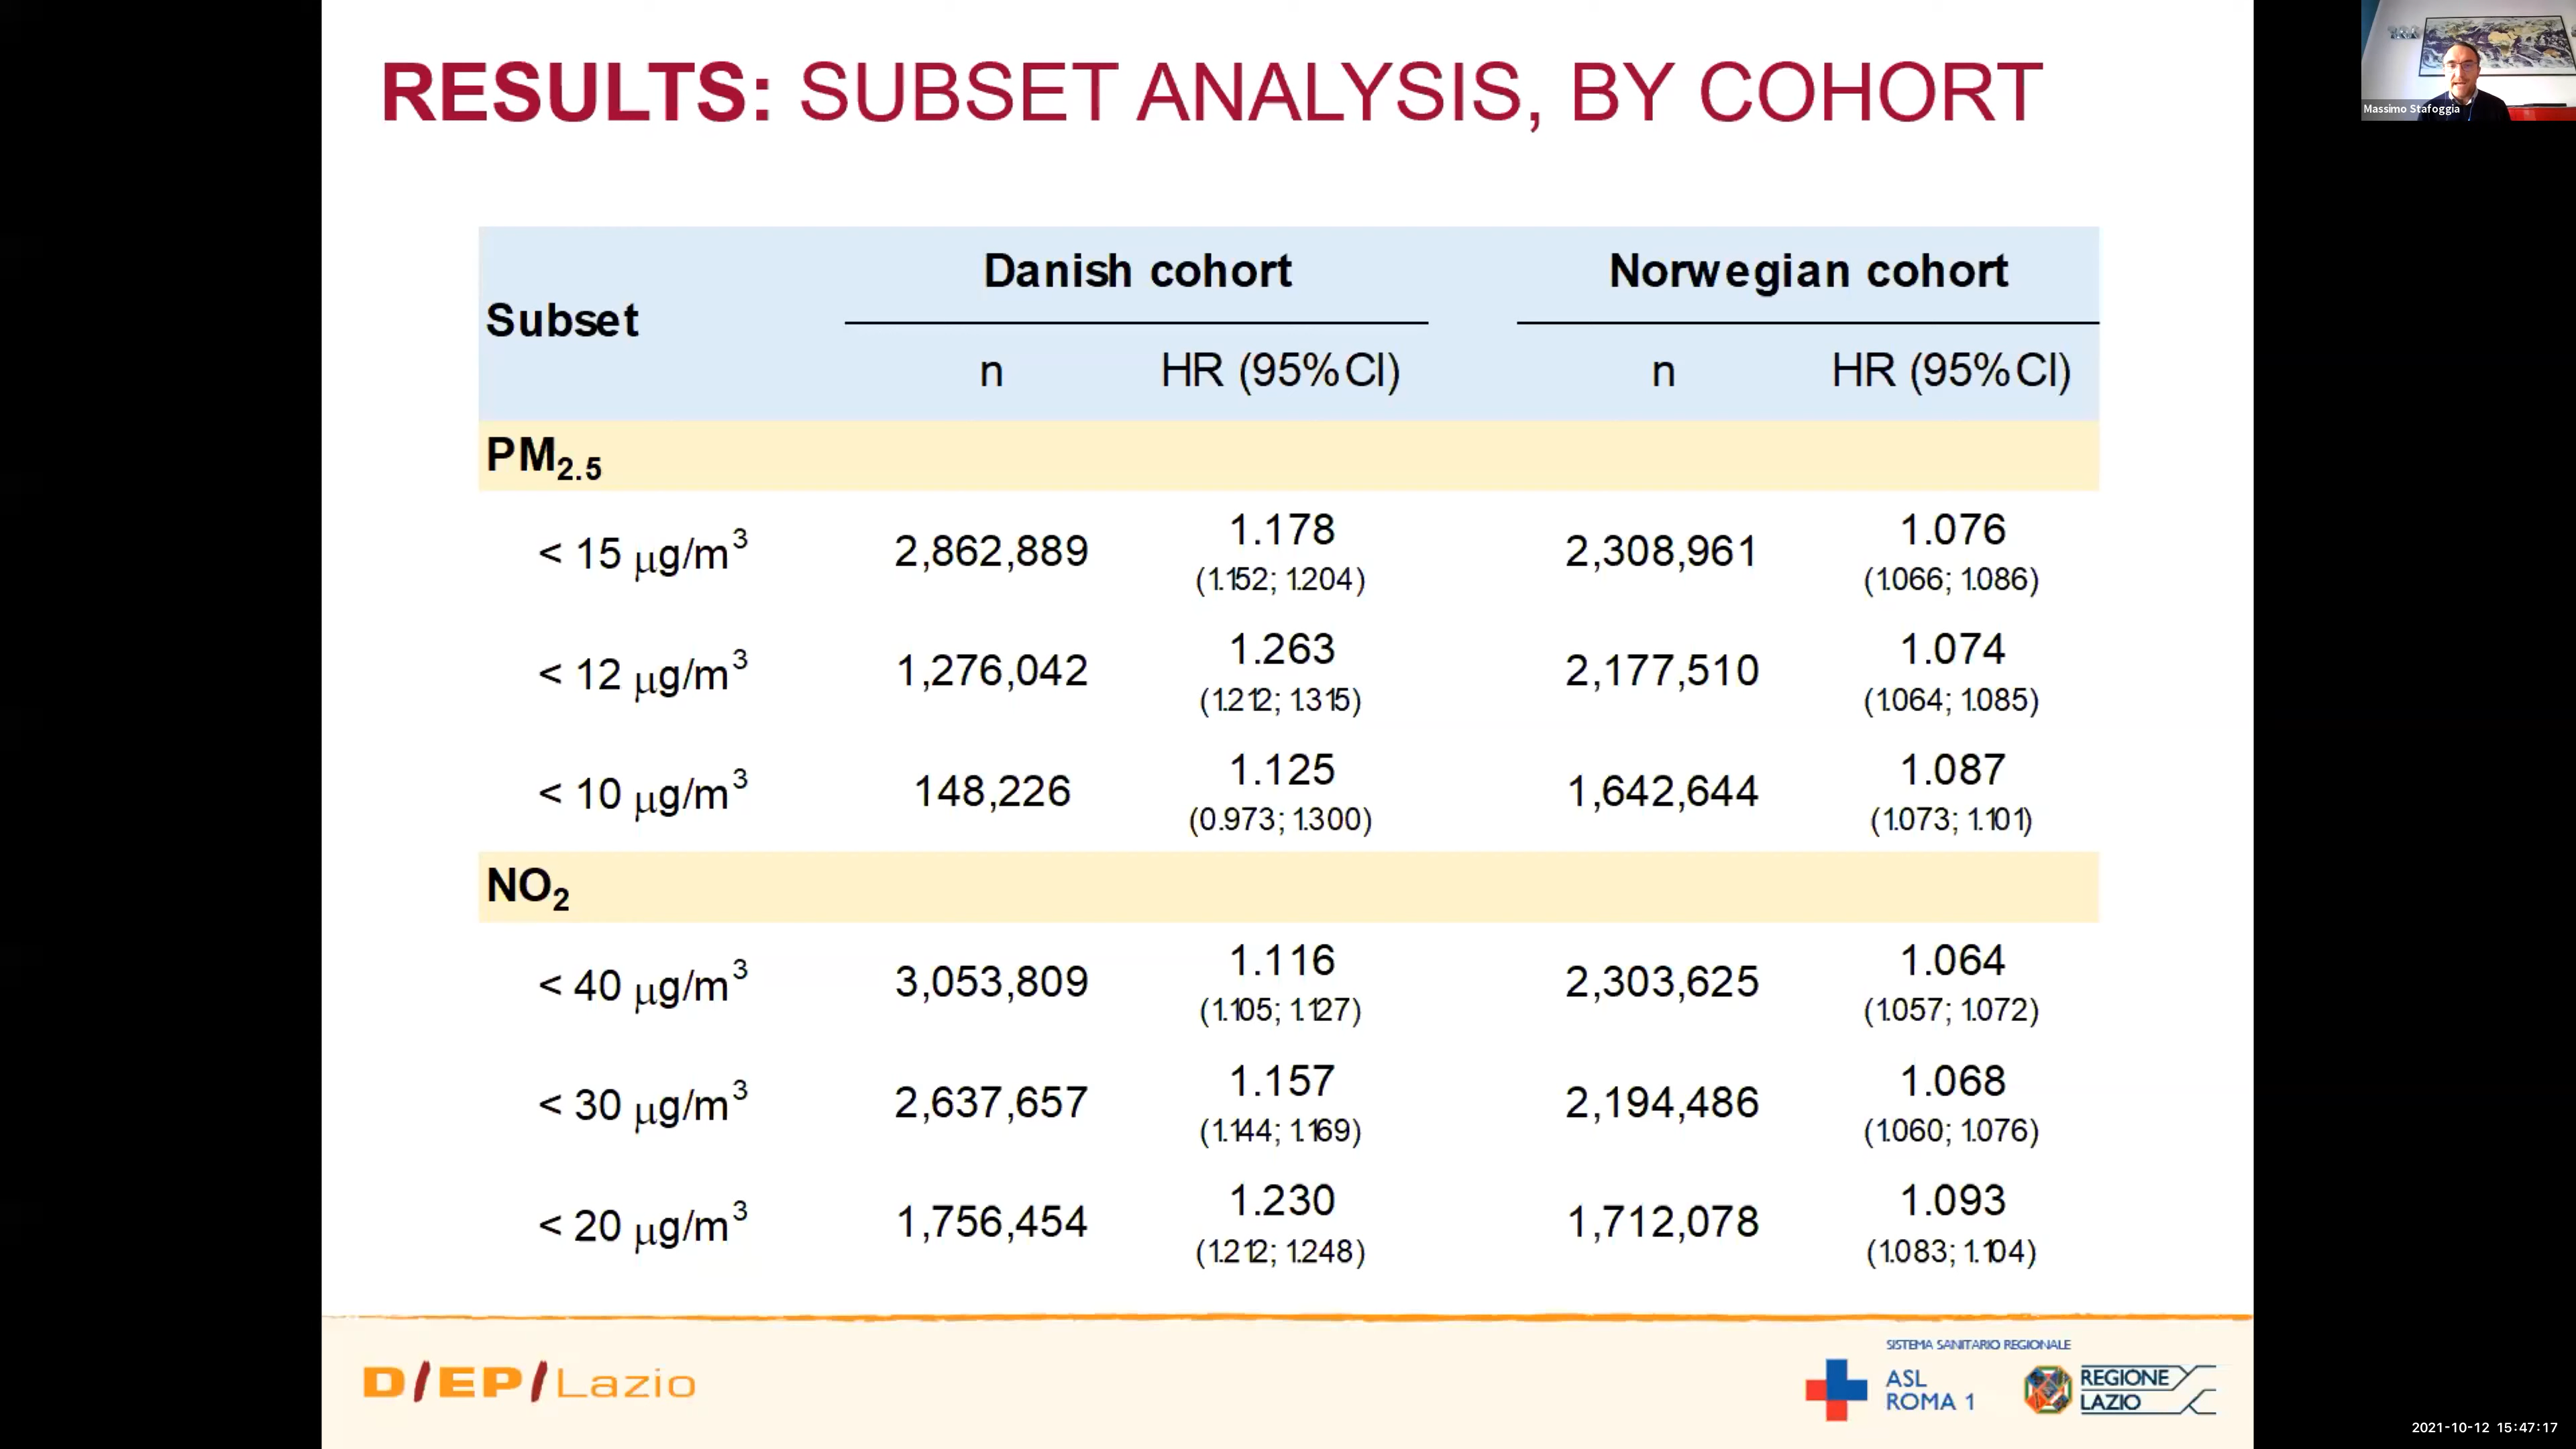 RESULTS: SUBSET ANALYSIS, BY COHORT
Massimo Stafoggia
Danish cohort Norwegian cohort
Subset
n HR (95%CI) n HR (95%CI)
PM2.5
< 15 μg/m³ 2,862,889 1.178 2,308,961 1.076
(1.152; 1.204) (1.066; 1.086)
< 12 μg/m³ 1,276,042 1.263 2,177,510 1.074
(1.212; 1.315) (1.064; 1.085)
< 10 μg/m³ 148,226 1.125 1,642,644 1.087
(0.973; 1.300) (1.073; 1.101)
NO2
< 40 μg/m³ 3,053,809 1.116 2,303,625 1.064
(1.105; 1.127) (1.057; 1.072)
< 30 μg/m³ 2,637,657 1.157 2,194,486 1.068
(1.144; 1.169) (1.060; 1.076)
< 20 μg/m³ 1,756,454 1.230 1,712,078 1.093
(1.212; 1.248) (1.083; 1.104)
D/EP/Lazio
SISTEMA SANITARIO REGIONALE
ASL
ROMA 1
REGIONE
LAZIO
2021-10-12 15:47:17